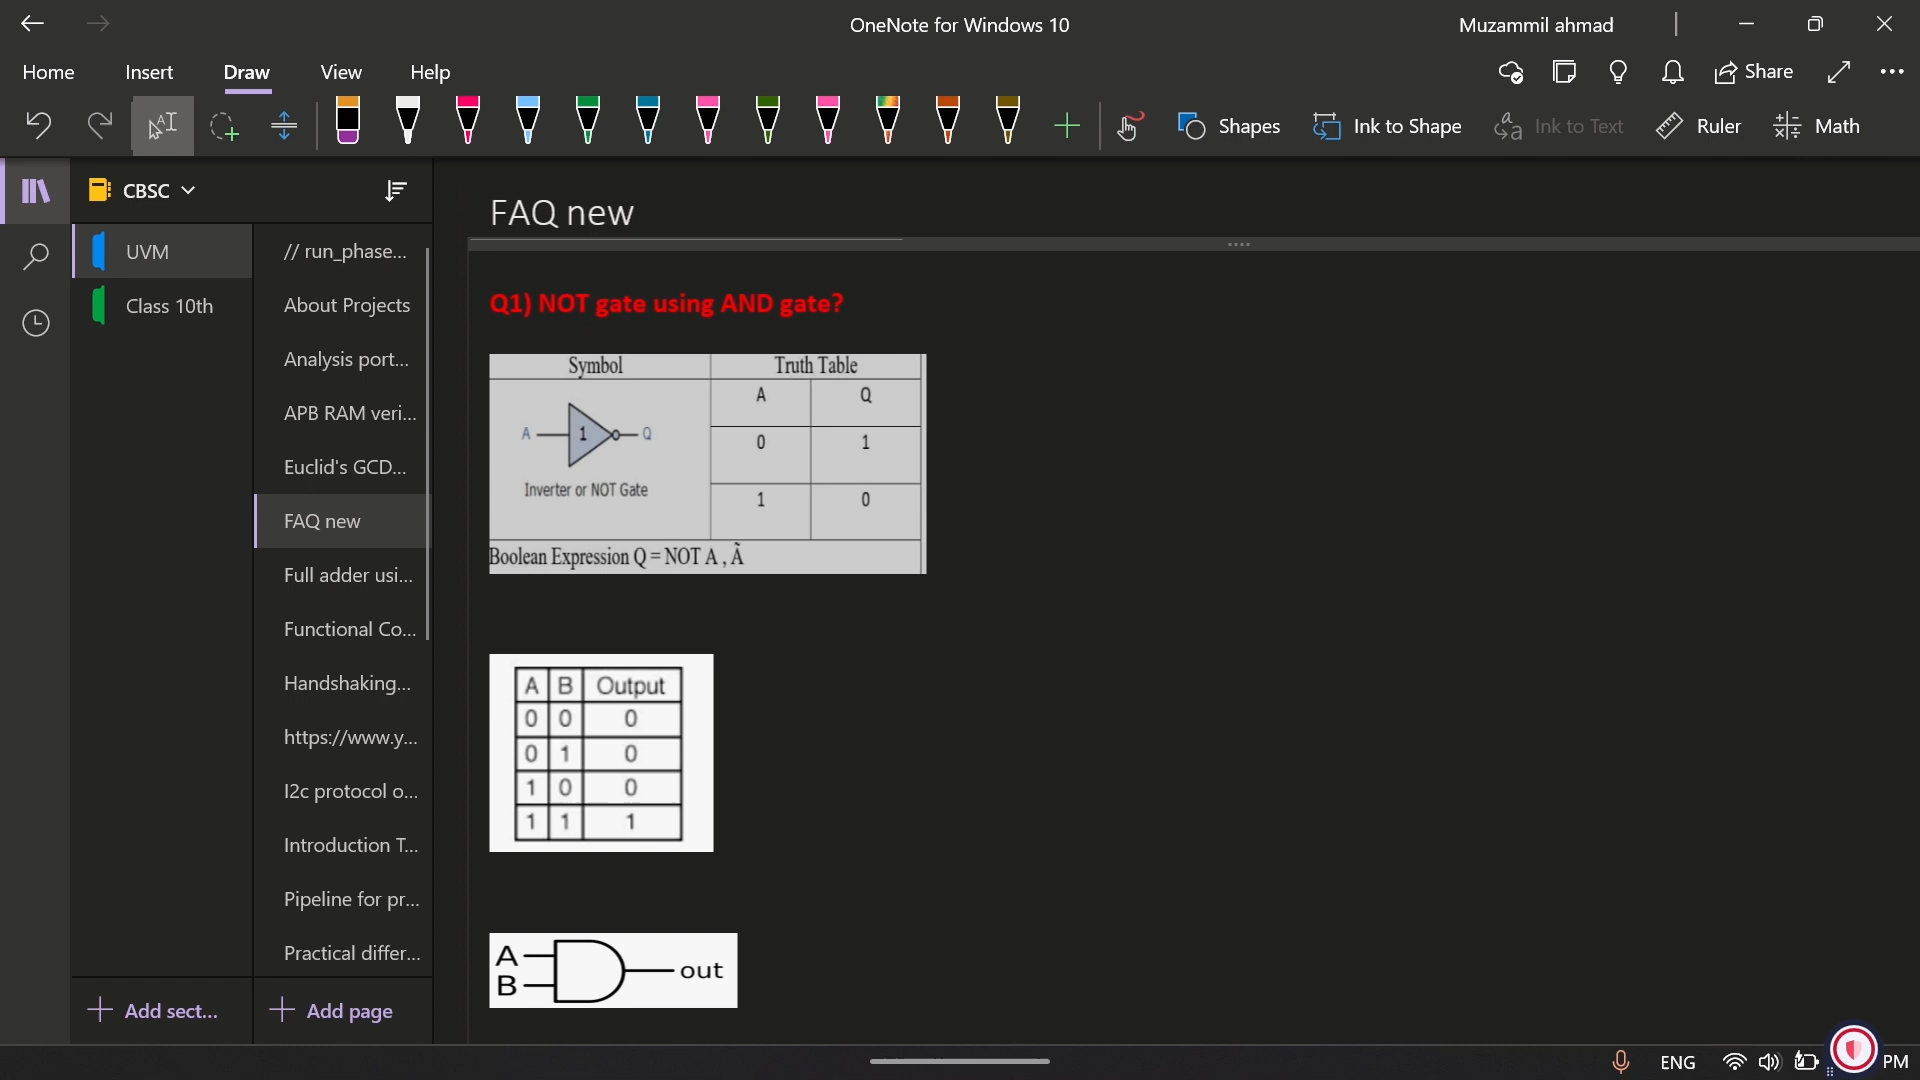 OneNote for Windows 10
Muzammil ahmad
Home Insert Draw View Help
Share
Shapes Ink to Shape Ink to Text Ruler Math
CBSC
UVM
Class 10th
Add sect...
// run_phase...
About Projects
Analysis port...
APB RAM veri...
Euclid's GCD...
FAQ new
Full adder usi...
Functional Co...
Handshaking...
https://www.y...
I2c protocol o...
Introduction T...
Pipeline for pr...
Practical differ...
Add page
FAQ new
Q1) NOT gate using AND gate?
Symbol Truth Table
A Q
A 1 Q
0 1
Inverter or NOT Gate
1 0
Boolean Expression Q = NOT A , Ã
A B Output
0 0 0
0 1 0
1 0 0
1 1 1
A
B
out
ENG
PM